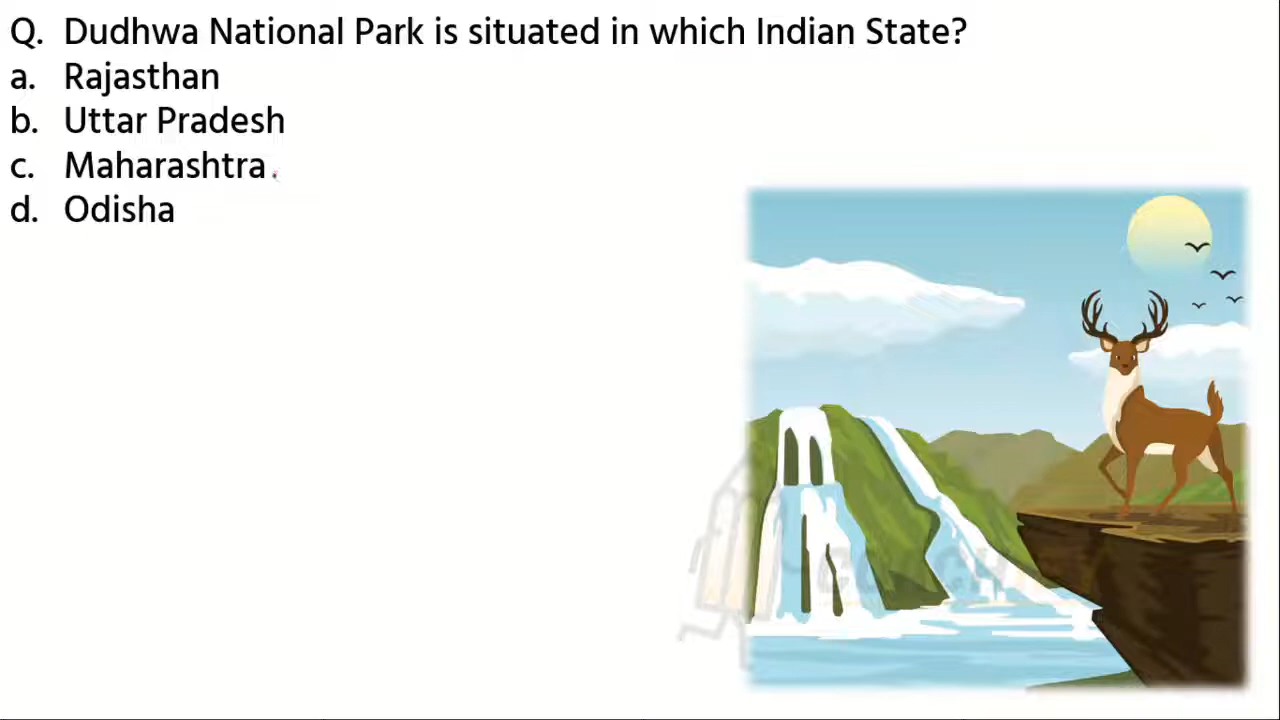 Q. Dudhwa National Park is situated in which Indian State?
a. Rajasthan
b. Uttar Pradesh
c. Maharashtra
d. Odisha